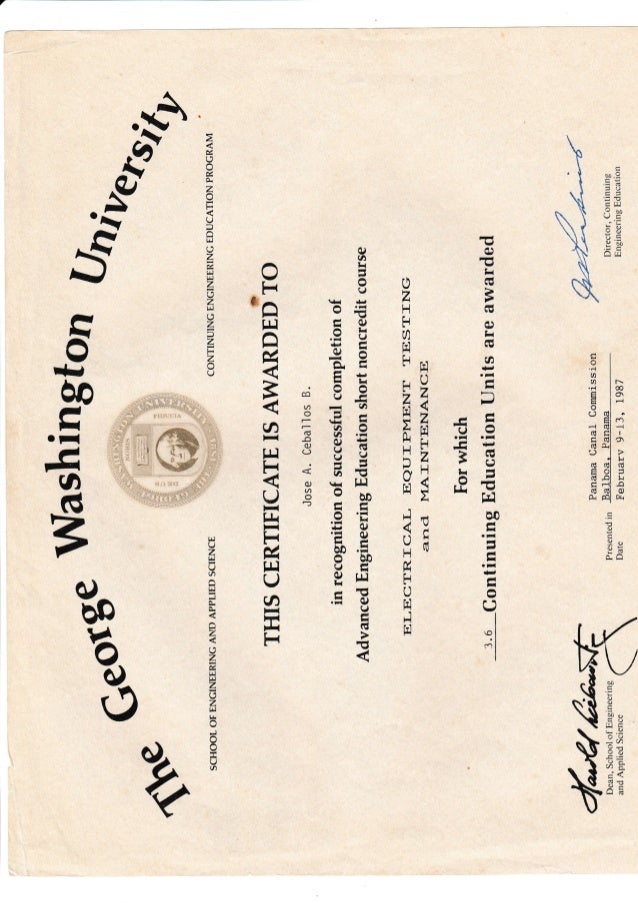 The George Washington University
SCHOOL OF ENGINEERING AND APPLIED SCIENCE
CONTINUING ENGINEERING EDUCATION PROGRAM
THIS CERTIFICATE IS AWARDED TO
Jose A. Ceballos B.
in recognition of successful completion of
Advanced Engineering Education short noncredit course
ELECTRICAL EQUIPMENT TESTING
and MAINTENANCE
For which
3.6 Continuing Education Units are awarded
Harold Liebowitz
Dean, School of Engineering
and Applied Science
Panama Canal Commission
Presented in Balboa, Panama
Date February 9-13, 1987
Director, Continuing
Engineering Education